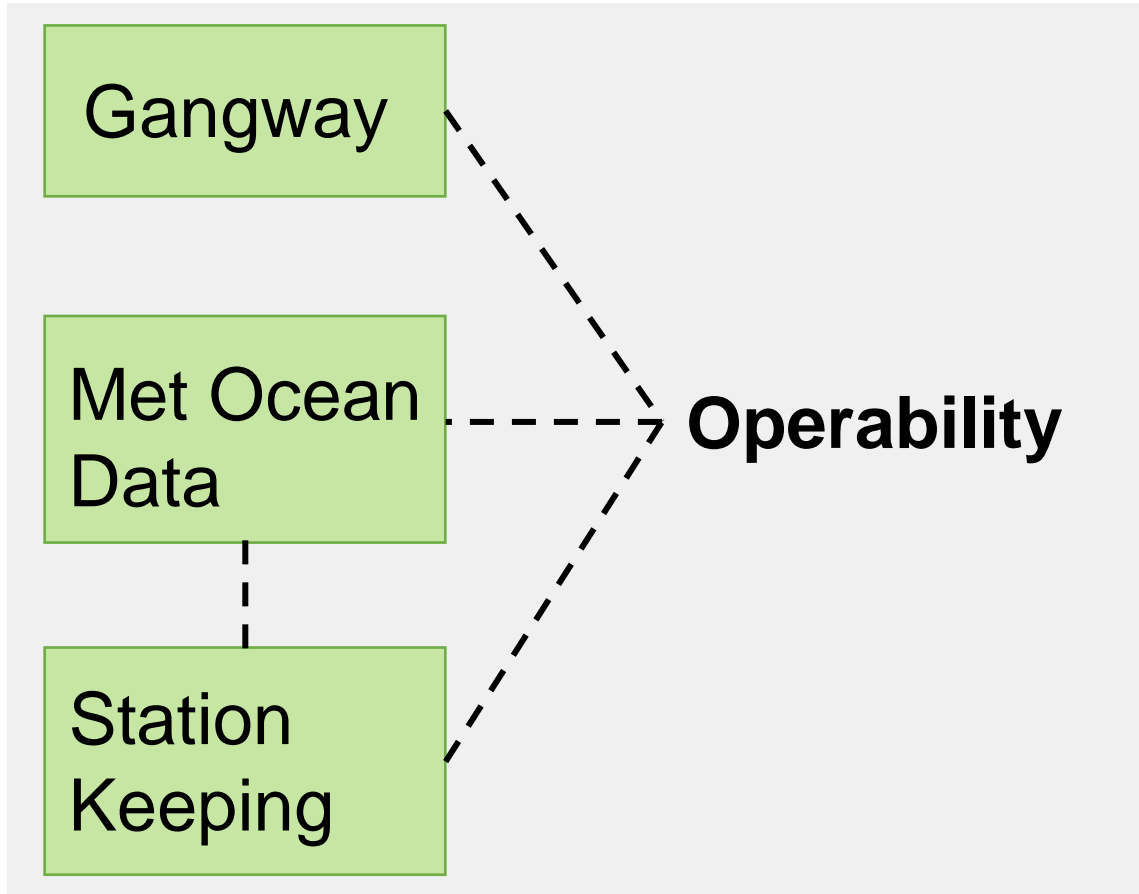 Gangway
Met Ocean
Data
Operability
Station
Keeping